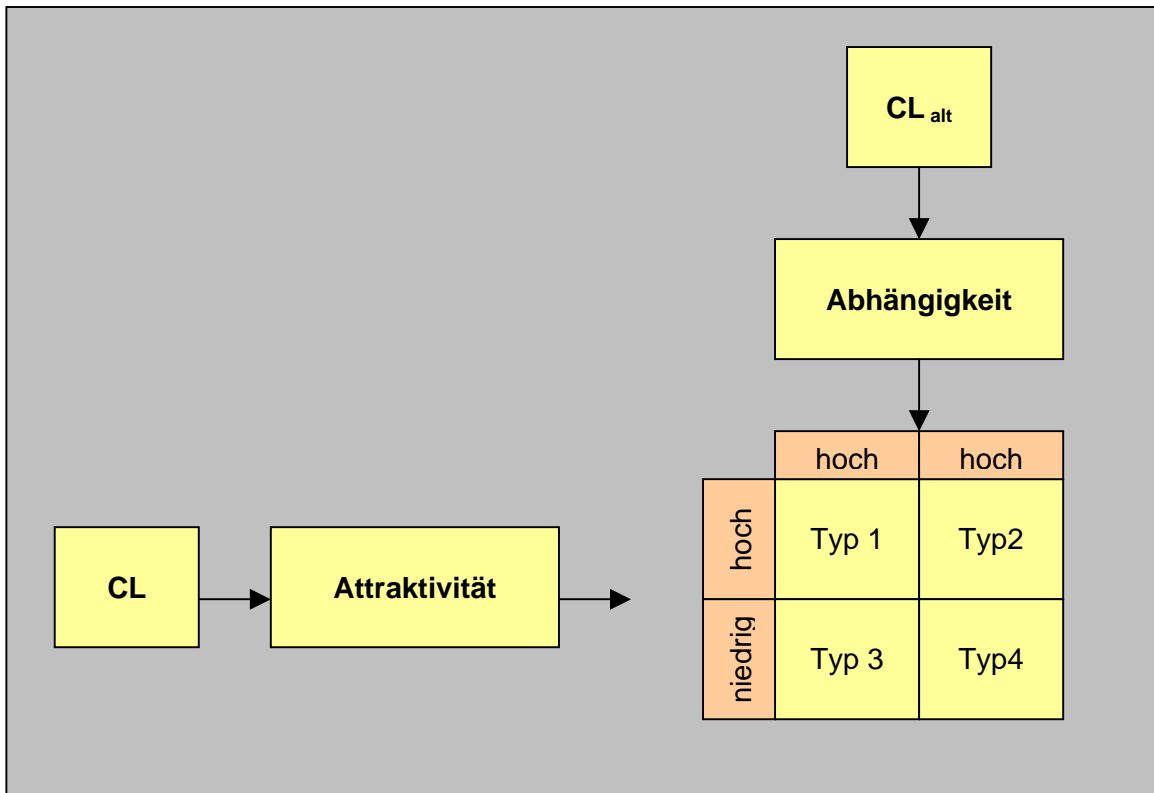 CL alt
Abhängigkeit
hoch hoch
hoch Typ 1 Typ2
CL Attraktivität
niedrig Typ 3 Typ4